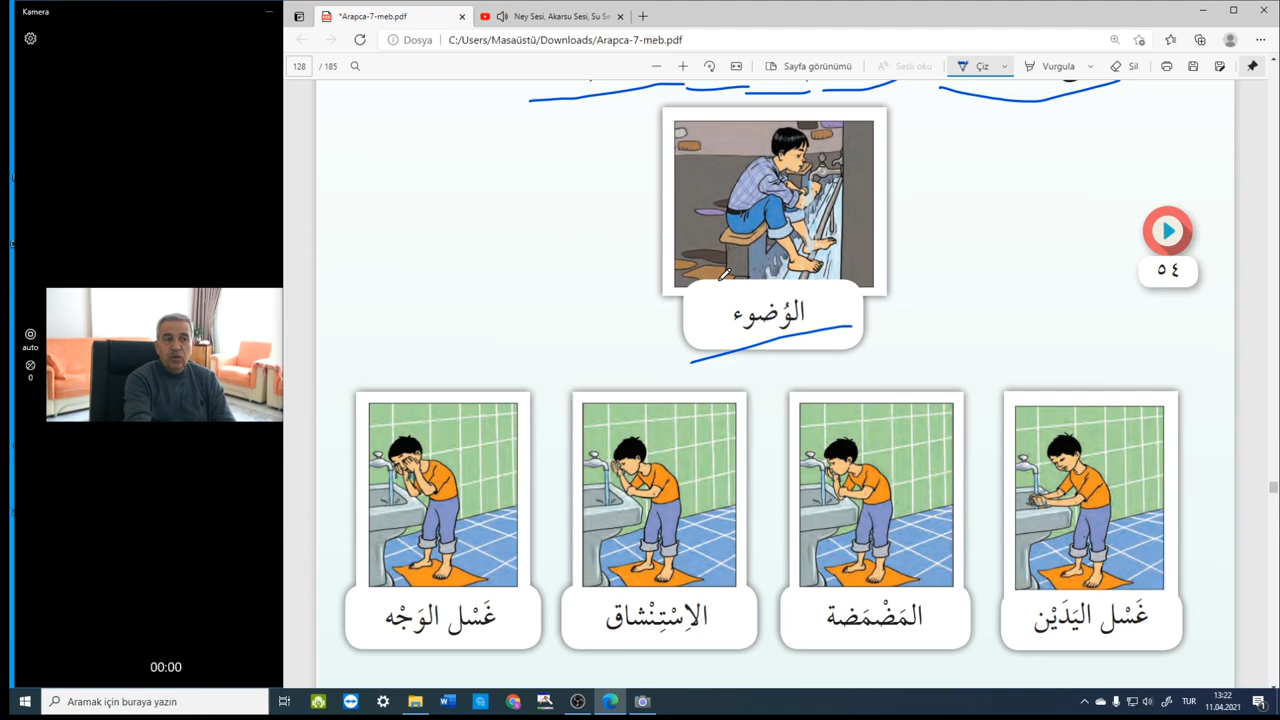 Kamera
*Arapca-7-meb.pdf
Ney Sesi, Akarsu Sesi, Su Se
Dosya
C:/Users/Masaüstü/Downloads/Arapca-7-meb.pdf
128 / 185
Sayfa görünümü
Sesli oku
Çiz
Vurgula
Sil
٥٤
الوُضوء
غَسْل اليَدَيْن
المَضْمَضة
الاِسْتِنْشاق
غَسْل الوَجْه
auto
0
00:00
Aramak için buraya yazın
TUR
13:22
11.04.2021